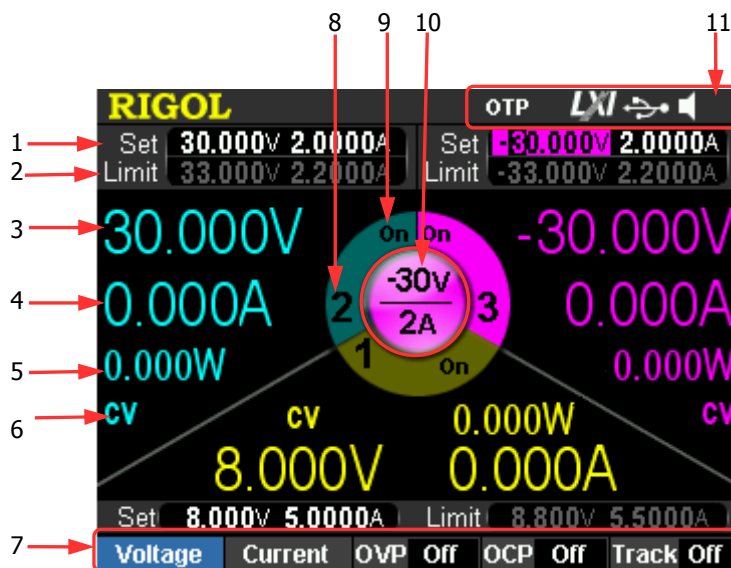 8 9 10 11
RIGOL OTP LXI
1 Set 30.000V 2.0000A Set -30.000V 2.0000A
2 Limit 33.000V 2.2000A Limit -33.000V 2.2000A
3 30.000V On On -30.000V
-30V
4 0.000A 2 2A 3 0.000A
5 0.000W 1 On 0.000W
6 CV CV 0.000W CV
8.000V 0.000A
Set 8.000V 5.0000A Limit 8.800V 5.5000A
7 Voltage Current OVP Off OCP Off Track Off